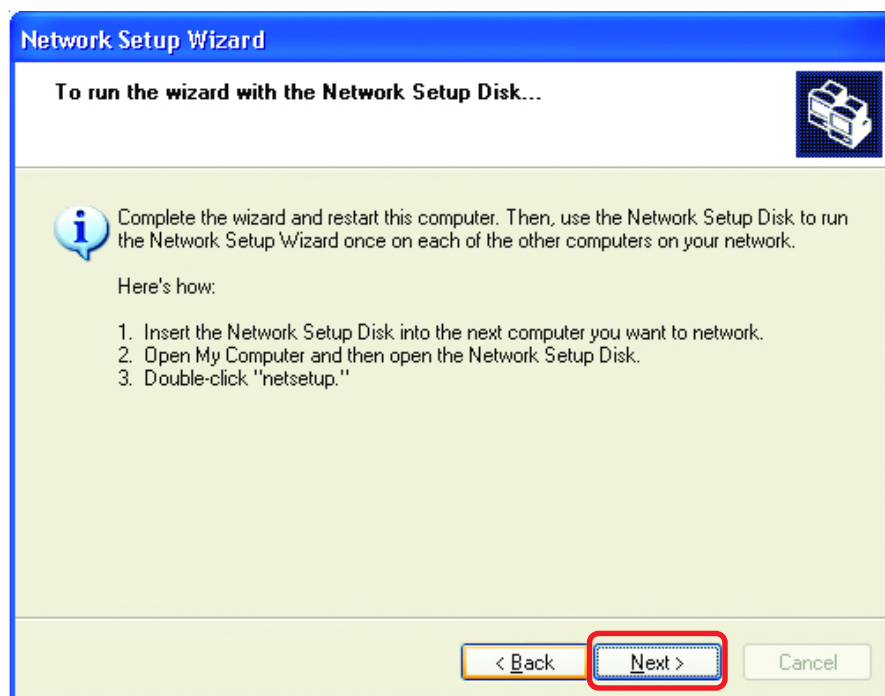 Network Setup Wizard
To run the wizard with the Network Setup Disk...
Complete the wizard and restart this computer. Then, use the Network Setup Disk to run
the Network Setup Wizard once on each of the other computers on your network.
Here's how:
1. Insert the Network Setup Disk into the next computer you want to network.
2. Open My Computer and then open the Network Setup Disk.
3. Double-click "netsetup."
< Back
Next >
Cancel